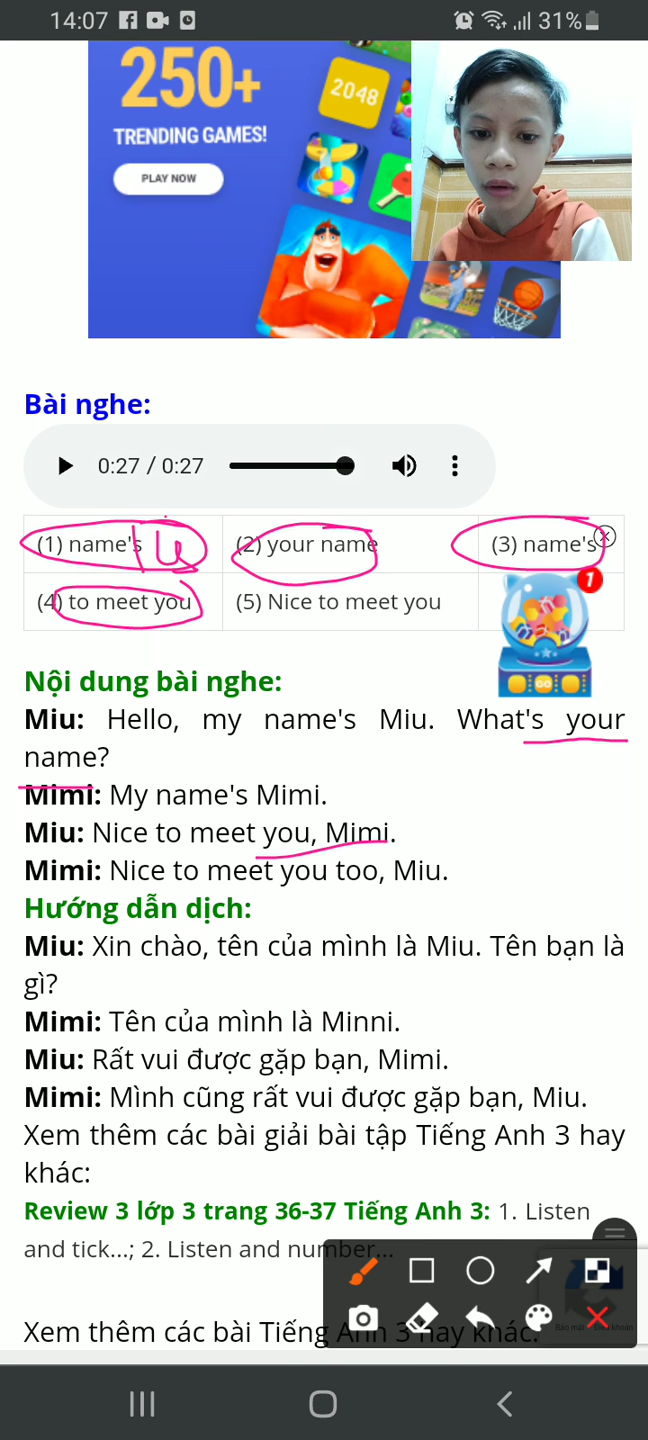 14:07
31%
250+
2048
TRENDING GAMES!
PLAY NOW
Bài nghe:
0:27 / 0:27
(1) name's (2) your name (3) name's
(4) to meet you (5) Nice to meet you
1
GO
Nội dung bài nghe:
Miu: Hello, my name's Miu. What's your
name?
Mimi: My name's Mimi.
Miu: Nice to meet you, Mimi.
Mimi: Nice to meet you too, Miu.
Hướng dẫn dịch:
Miu: Xin chào, tên của mình là Miu. Tên bạn là
gì?
Mimi: Tên của mình là Minni.
Miu: Rất vui được gặp bạn, Mimi.
Mimi: Mình cũng rất vui được gặp bạn, Miu.
Xem thêm các bài giải bài tập Tiếng Anh 3 hay
khác:
Review 3 lớp 3 trang 36-37 Tiếng Anh 3: 1. Listen
and tick...; 2. Listen and number...
Xem thêm các bài Tiếng Anh 3 hay khác: